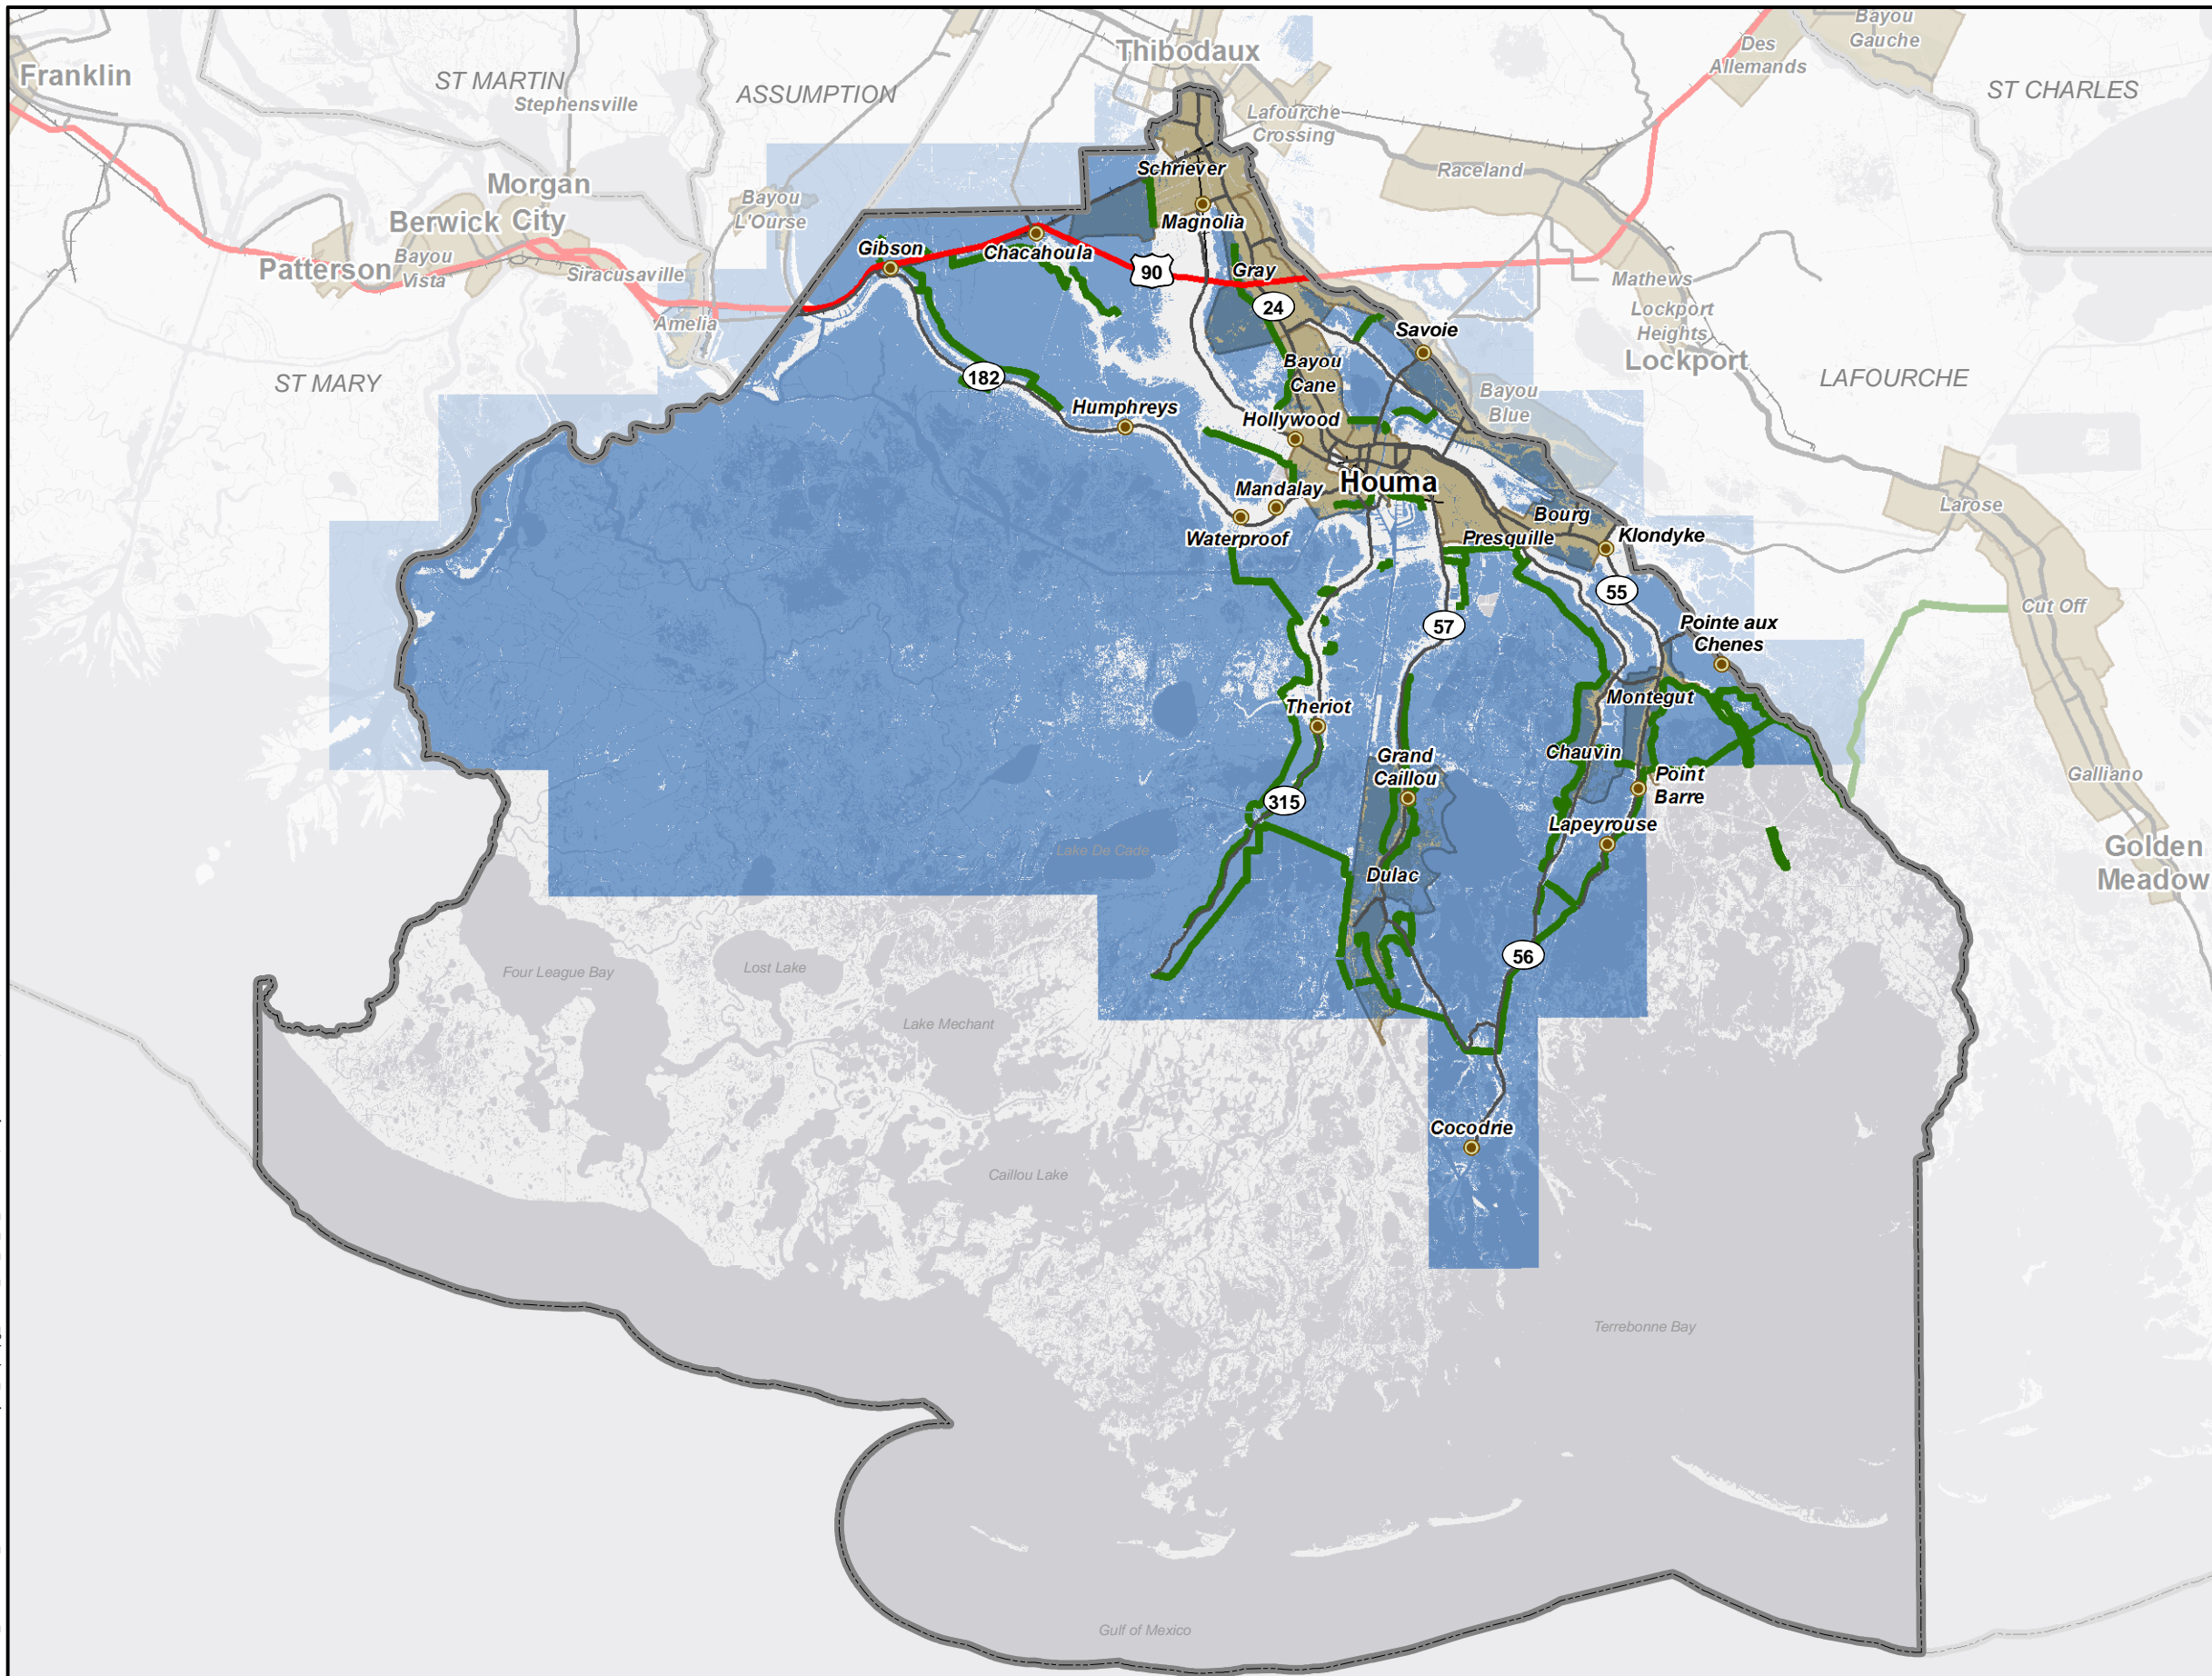 Bayou
Gauche
Des
Allemands
Thibodaux
Franklin
ST MARTIN
Stephensville
ASSUMPTION
ST CHARLES
Lafourche
Crossing
Raceland
Schriever
Morgan
City
Berwick
Bayou
L'Ourse
Magnolia
Gibson
Chacahoula
Patterson
Bayou
Vista
Siracusaville
90
Gray
24
Mathews
Lockport
Heights
Lockport
Amelia
Savoie
ST MARY
182
Bayou
Cane
LAFOURCHE
Bayou
Blue
Humphreys
Hollywood
Houma
Mandalay
Waterproof
Bourg
Presquille
Klondyke
Larose
55
Cut Off
57
Pointe aux
Chenes
Montegut
Theriot
Grand
Caillou
Chauvin
Point
Barre
Galliano
315
Lapeyrouse
Lake De Cade
Golden
Meadow
Dulac
56
Four League Bay
Lost Lake
Lake Mechant
Cocodrie
Caillou Lake
Terrebonne Bay
Gulf of Mexico